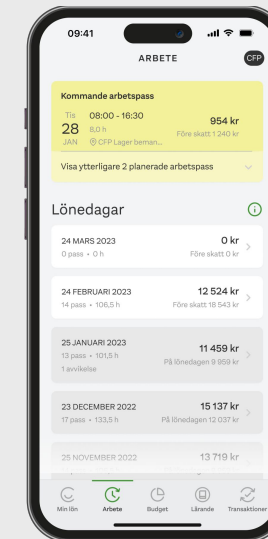 09:41
ARBETE
CFP
Kommande arbetspass
Tis 08:00 - 16:30 954 kr
28 8,0 h Före skatt 1 240 kr
JAN CFP Lager beman...
Visa ytterligare 2 planerade arbetspass
Lönedagar
24 MARS 2023 0 kr
0 pass • 0 h Före skatt 0 kr
24 FEBRUARI 2023 12 524 kr
14 pass • 106,5 h Före skatt 18 543 kr
25 JANUARI 2023 11 459 kr
13 pass • 101,5 h På lönedagen 9 959 kr
1 avvikelse
23 DECEMBER 2022 15 137 kr
17 pass • 133,5 h På lönedagen 12 037 kr
25 NOVEMBER 2022 13 719 kr
Min lön Arbete Budget Lärande Transaktioner